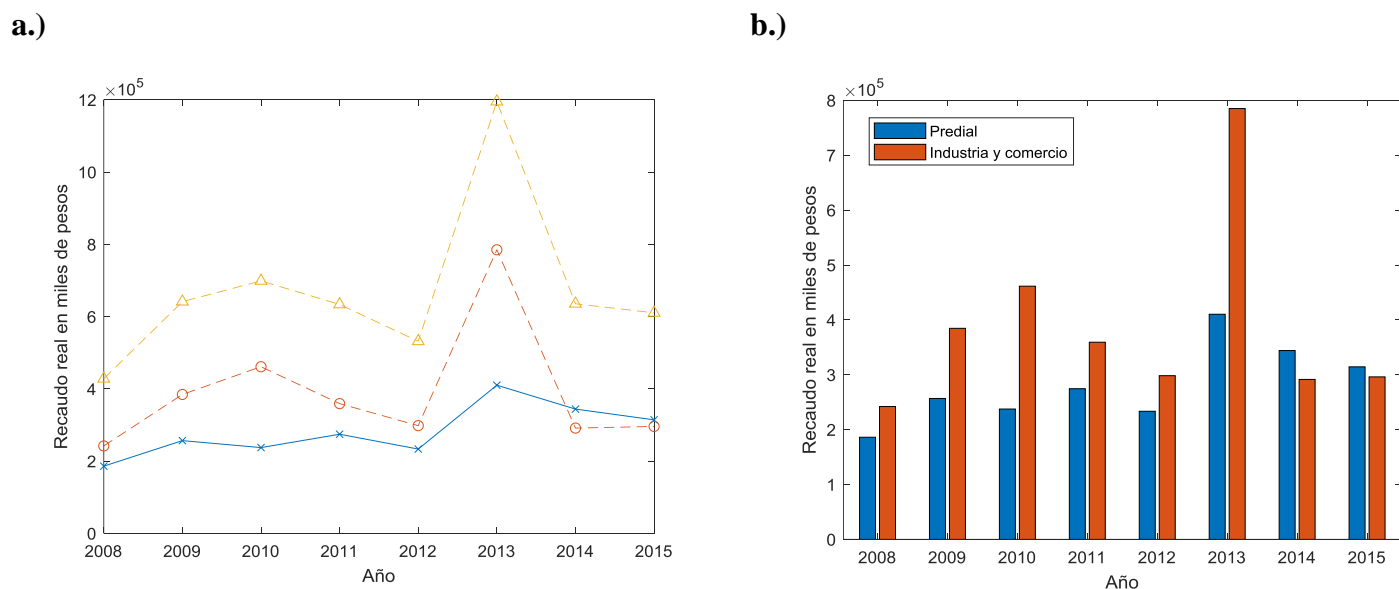 a.)
×10⁵
12
10
8
6
4
2
0
Recaudo real en miles de pesos
2008 2009 2010 2011 2012 2013 2014 2015
Año
b.)
×10⁵
8
7
6
5
4
3
2
1
0
Recaudo real en miles de pesos
Predial
Industria y comercio
2008 2009 2010 2011 2012 2013 2014 2015
Año